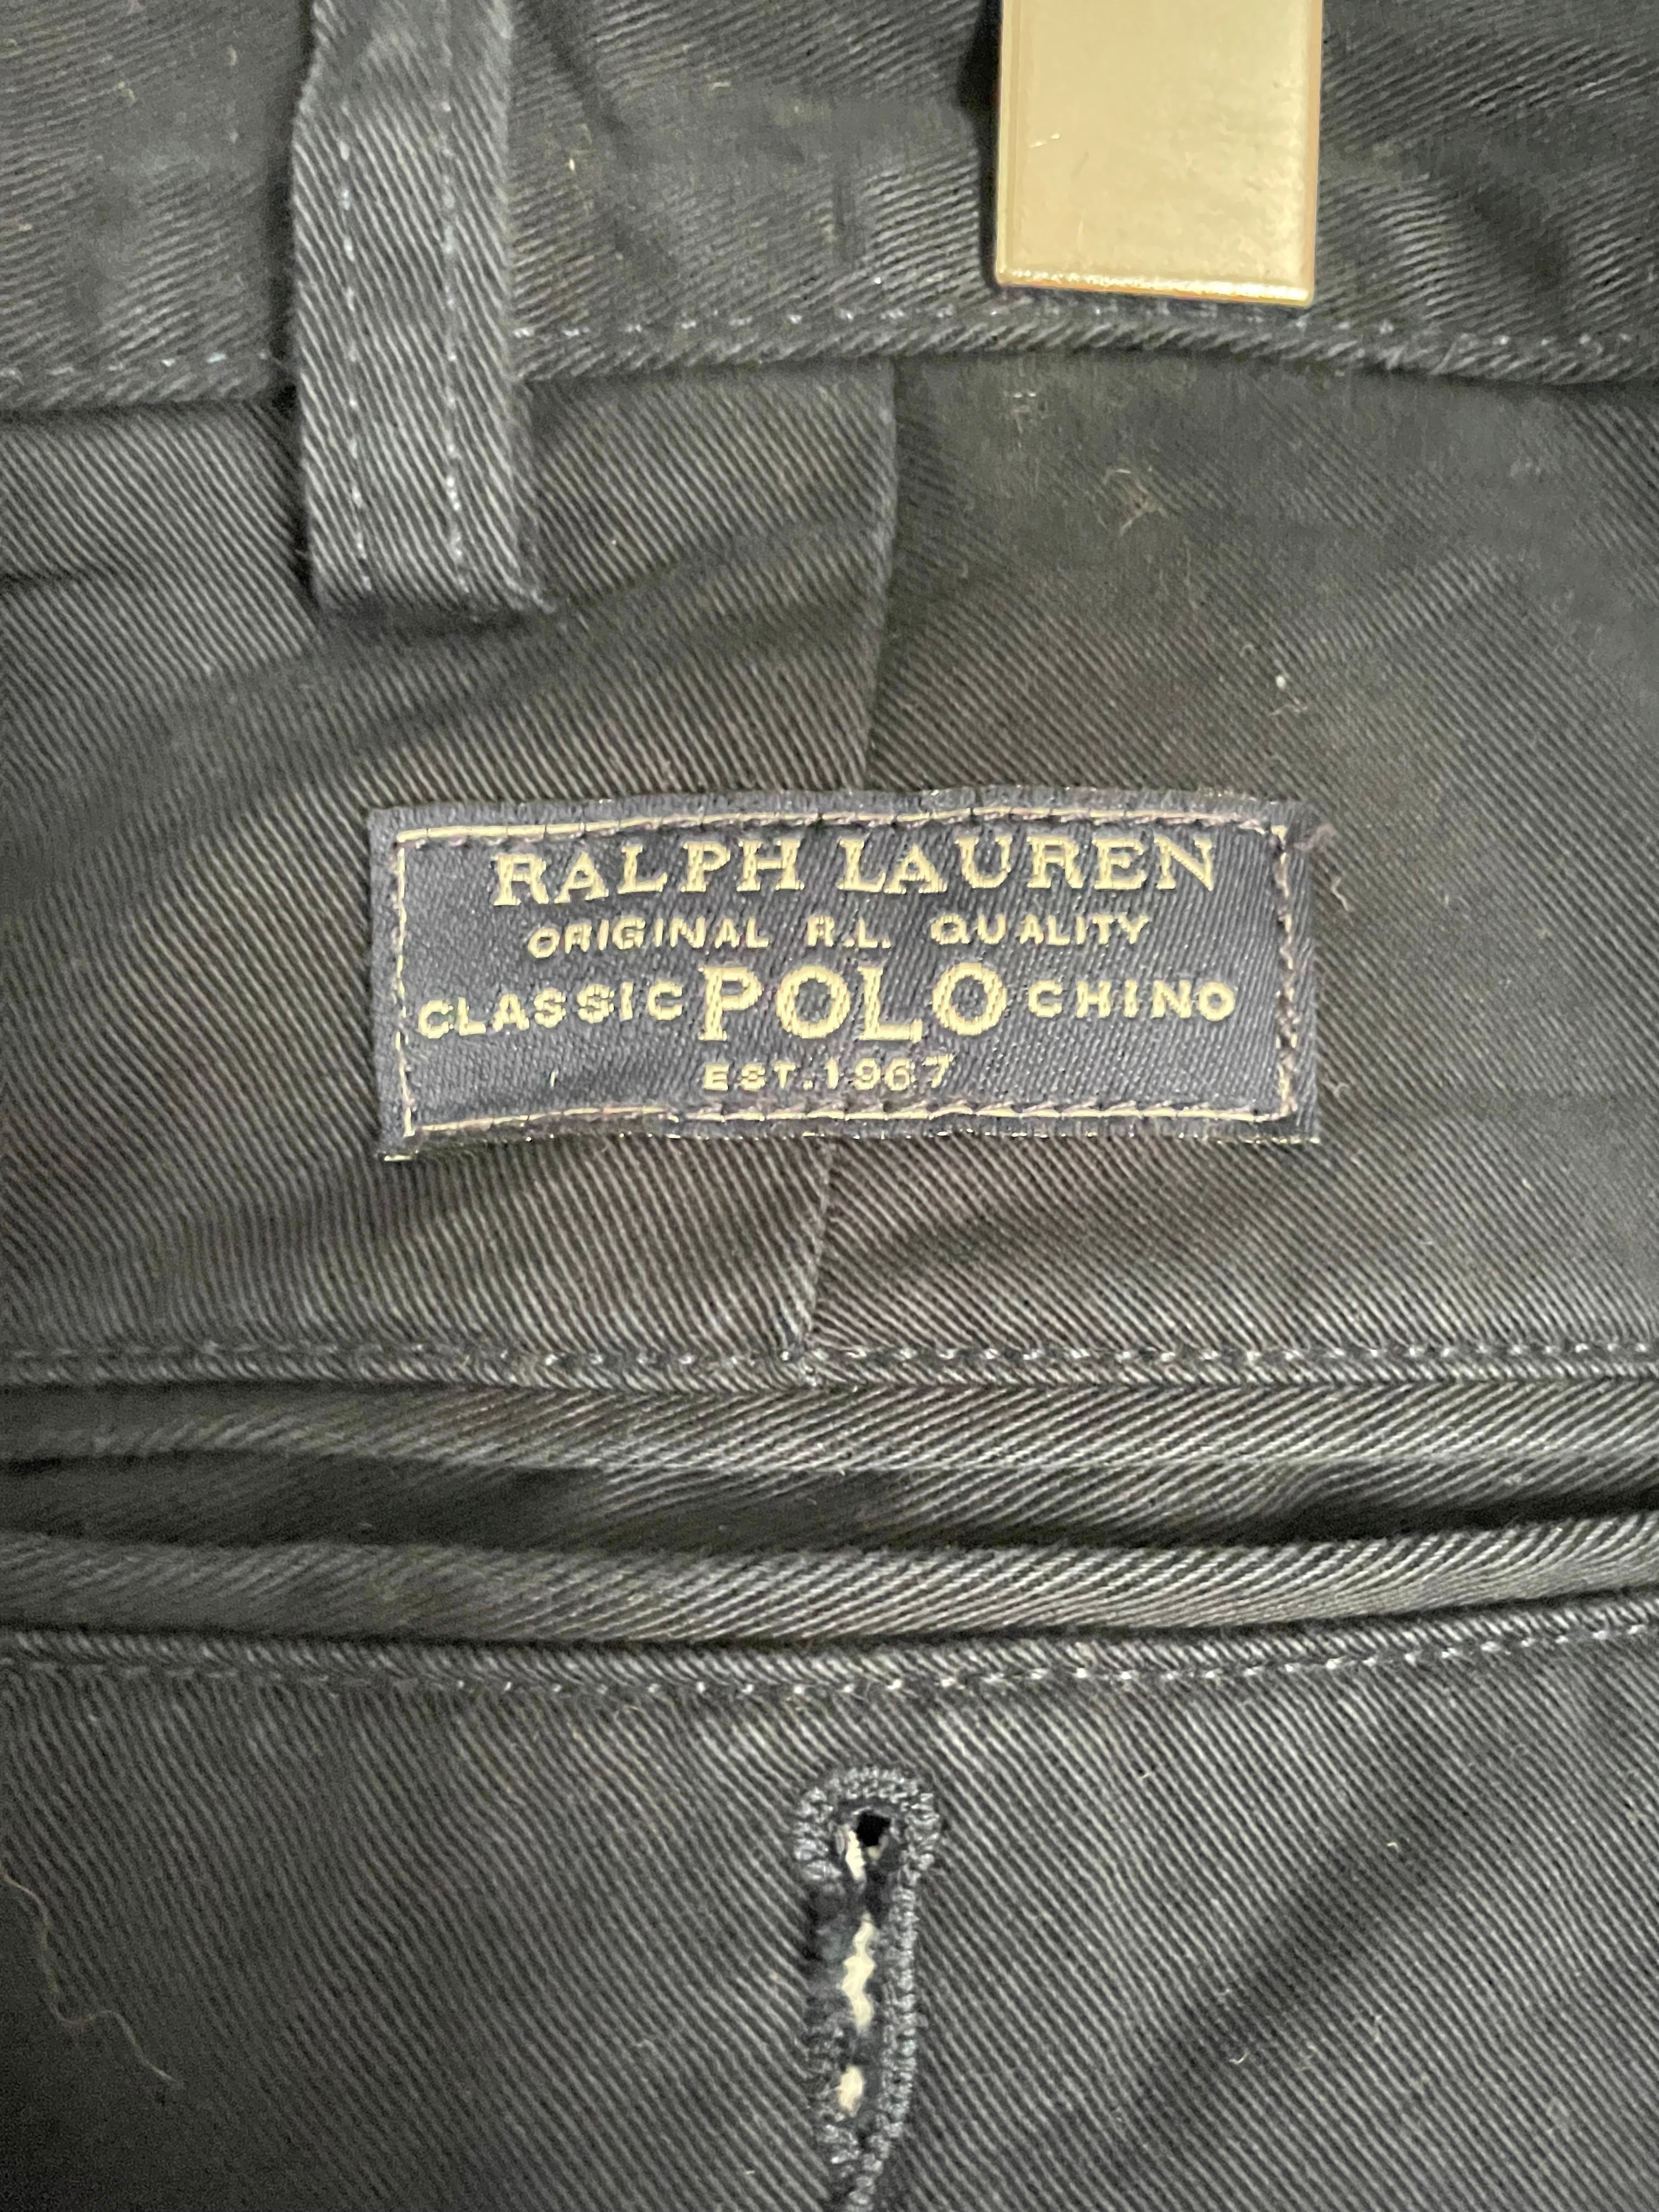 RALPH LAUREN
ORIGINAL R.L. QUALITY
CLASSIC POLO CHINO
EST.1967